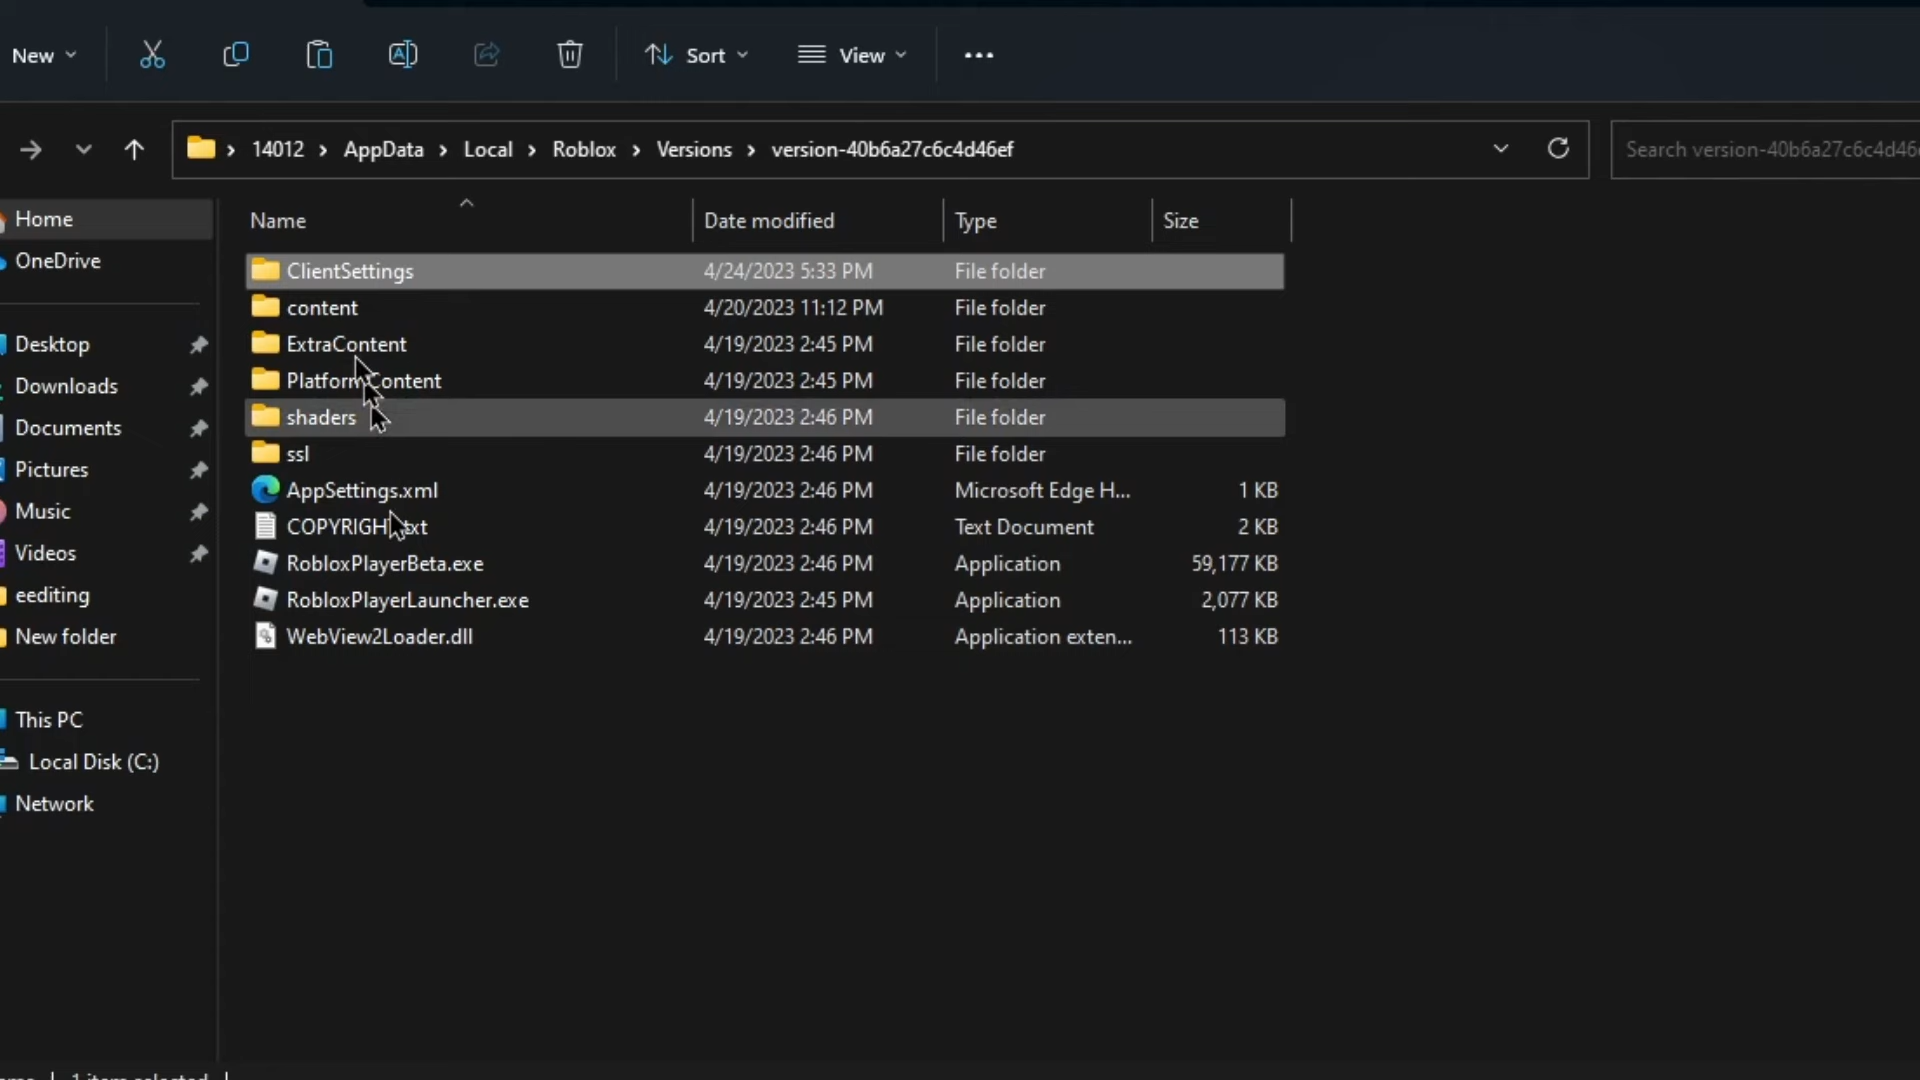 New
Sort
View
14012 > AppData > Local > Roblox > Versions > version-40b6a27c6c4d46ef
Search version-40b6a27c6c4d46
Name Date modified Type Size
Home
OneDrive
Desktop
Downloads
Documents
Pictures
Music
Videos
eediting
New folder
This PC
Local Disk (C:)
Network
ClientSettings 4/24/2023 5:33 PM File folder
content 4/20/2023 11:12 PM File folder
ExtraContent 4/19/2023 2:45 PM File folder
PlatformContent 4/19/2023 2:45 PM File folder
shaders 4/19/2023 2:46 PM File folder
ssl 4/19/2023 2:46 PM File folder
AppSettings.xml 4/19/2023 2:46 PM Microsoft Edge H... 1 KB
COPYRIGHT.txt 4/19/2023 2:46 PM Text Document 2 KB
RobloxPlayerBeta.exe 4/19/2023 2:46 PM Application 59,177 KB
RobloxPlayerLauncher.exe 4/19/2023 2:45 PM Application 2,077 KB
WebView2Loader.dll 4/19/2023 2:46 PM Application exten... 113 KB
1 item selected